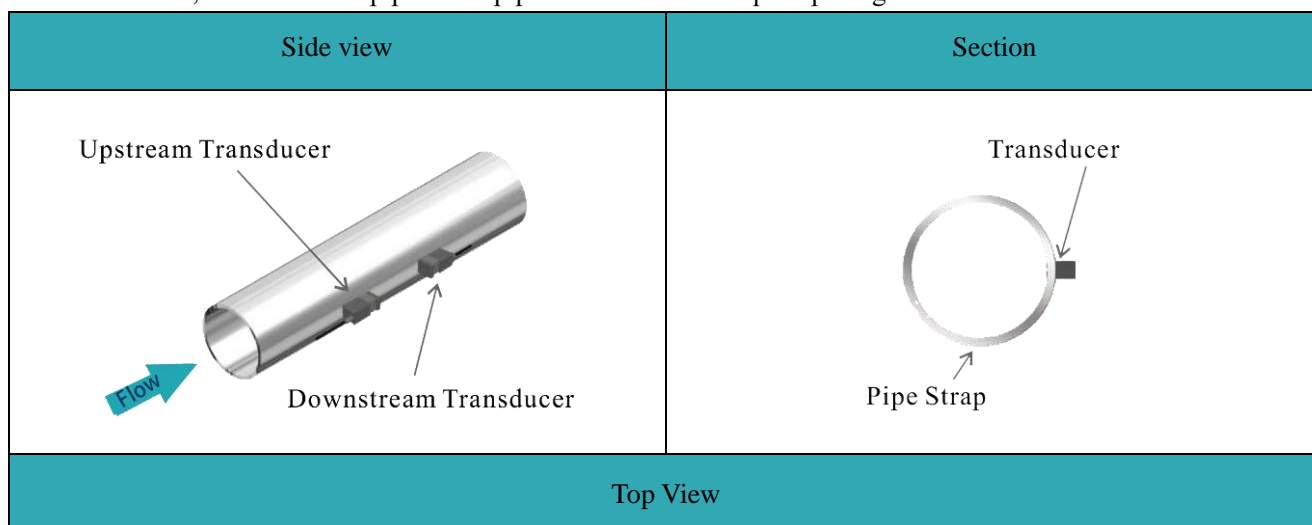 Side view
Section
Upstream Transducer
Flow
Downstream Transducer
Transducer
Pipe Strap
Top View